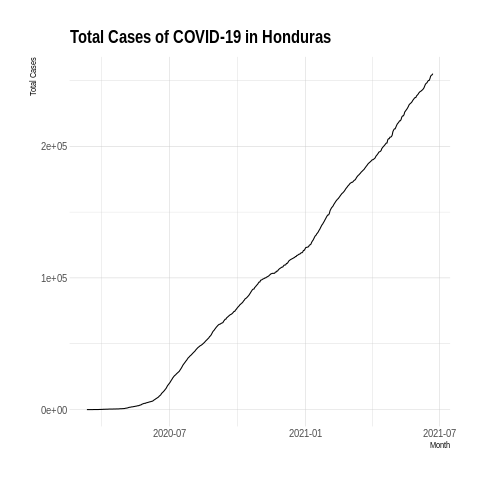 Total Cases of COVID-19 in Honduras
Total Cases
2e+05
1e+05
0e+00
2020-07
2021-01
2021-07
Month